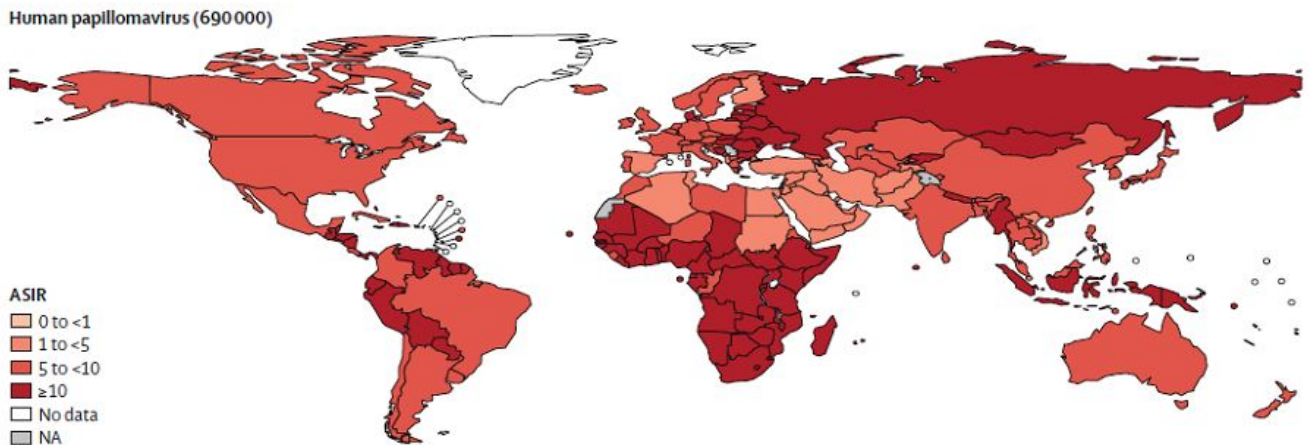 Human papillomavirus (690 000)
ASIR
0 to <1
1 to <5
5 to <10
≥10
No data
NA